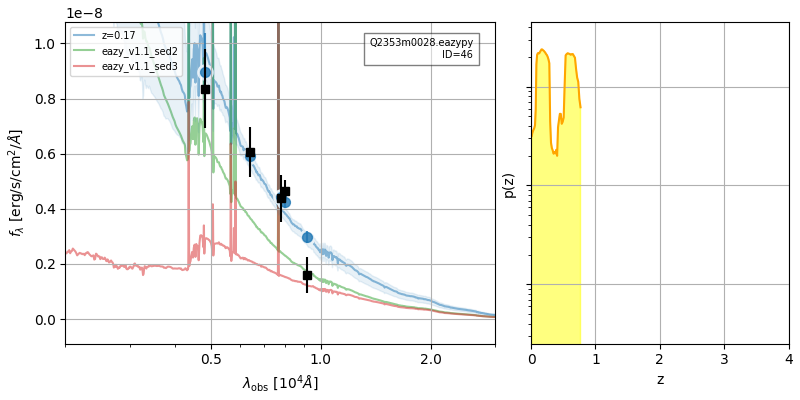 1e−8
z=0.17
eazy_v1.1_sed2
eazy_v1.1_sed3
Q2353m0028.eazypy
ID=46
1.0
0.8
0.6
0.4
0.2
0.0
f_λ [erg/s/cm²/Å]
0.5
1.0
2.0
λ_obs [10⁴Å]
p(z)
0
1
2
3
4
z